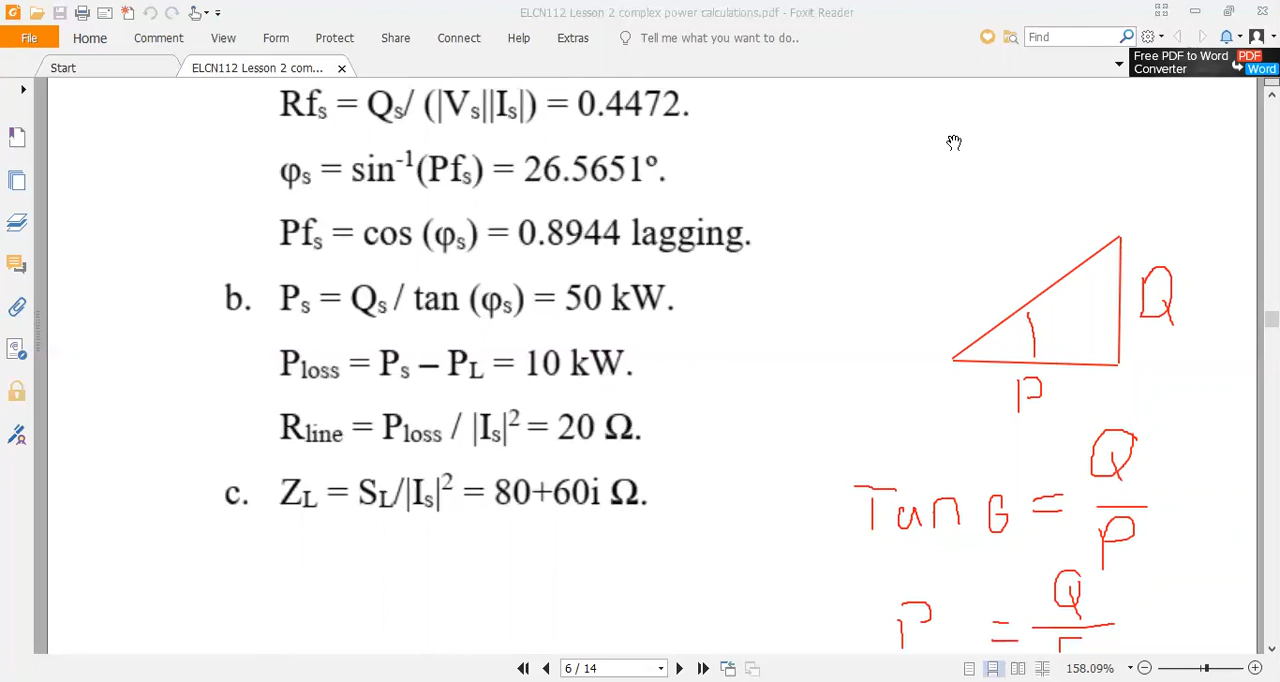 ELCN112 Lesson 2 complex power calculations.pdf - Foxit Reader
File Home Comment View Form Protect Share Connect Help Extras Tell me what you want to do.. Find
Start ELCN112 Lesson 2 com... Free PDF to Word PDF
Converter Word
Rfₛ = Qₛ/ (|Vₛ||Iₛ|) = 0.4472.
φₛ = sin⁻¹(Pfₛ) = 26.5651º.
Pfₛ = cos (φₛ) = 0.8944 lagging.
b. Pₛ = Qₛ / tan (φₛ) = 50 kW.
Pₗₒₛₛ = Pₛ – P_L = 10 kW.
Rₗᵢₙₑ = Pₗₒₛₛ / |Iₛ|² = 20 Ω.
c. Z_L = S_L/|Iₛ|² = 80+60i Ω.
Q
P
Tan θ = Q
P
P = Q
6 / 14 158.09%